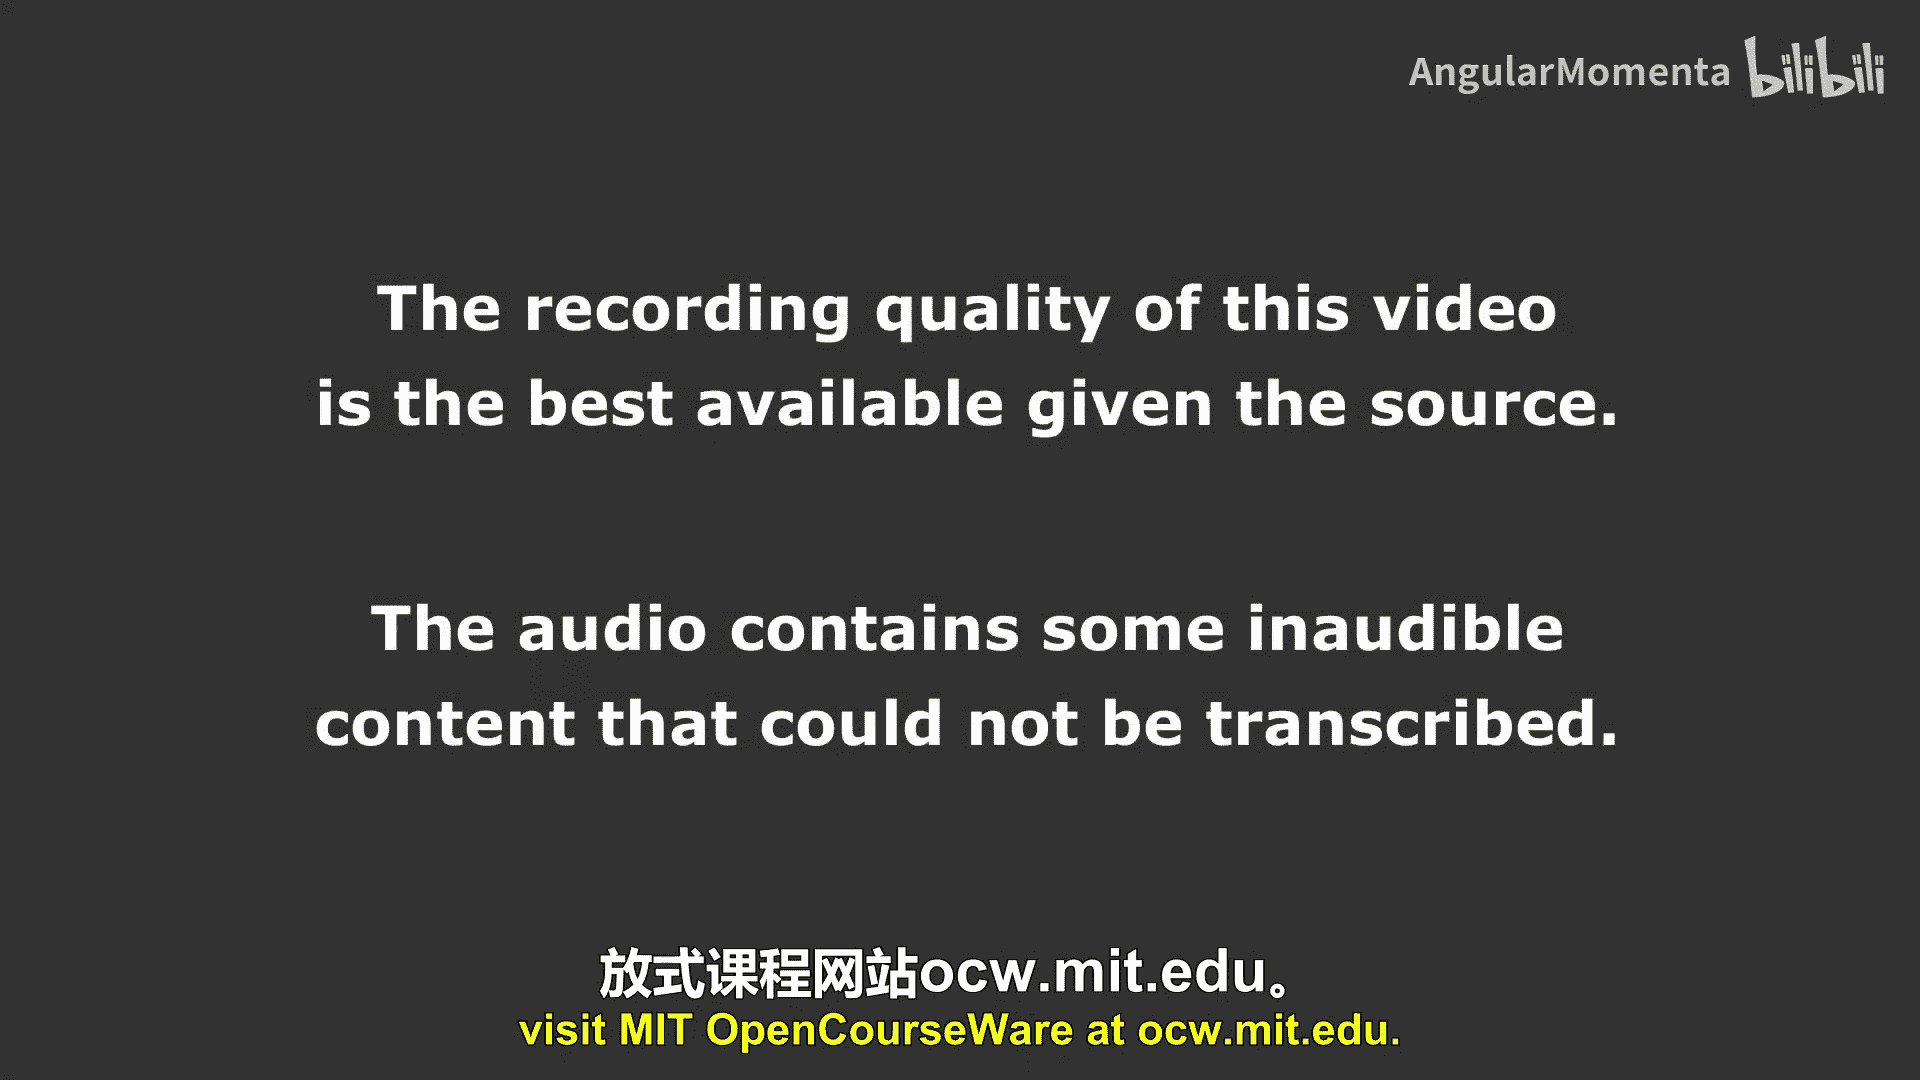 AngularMomenta bilibili
The recording quality of this video
is the best available given the source.
The audio contains some inaudible
content that could not be transcribed.
放式课程网站ocw.mit.edu。
visit MIT OpenCourseWare at ocw.mit.edu.